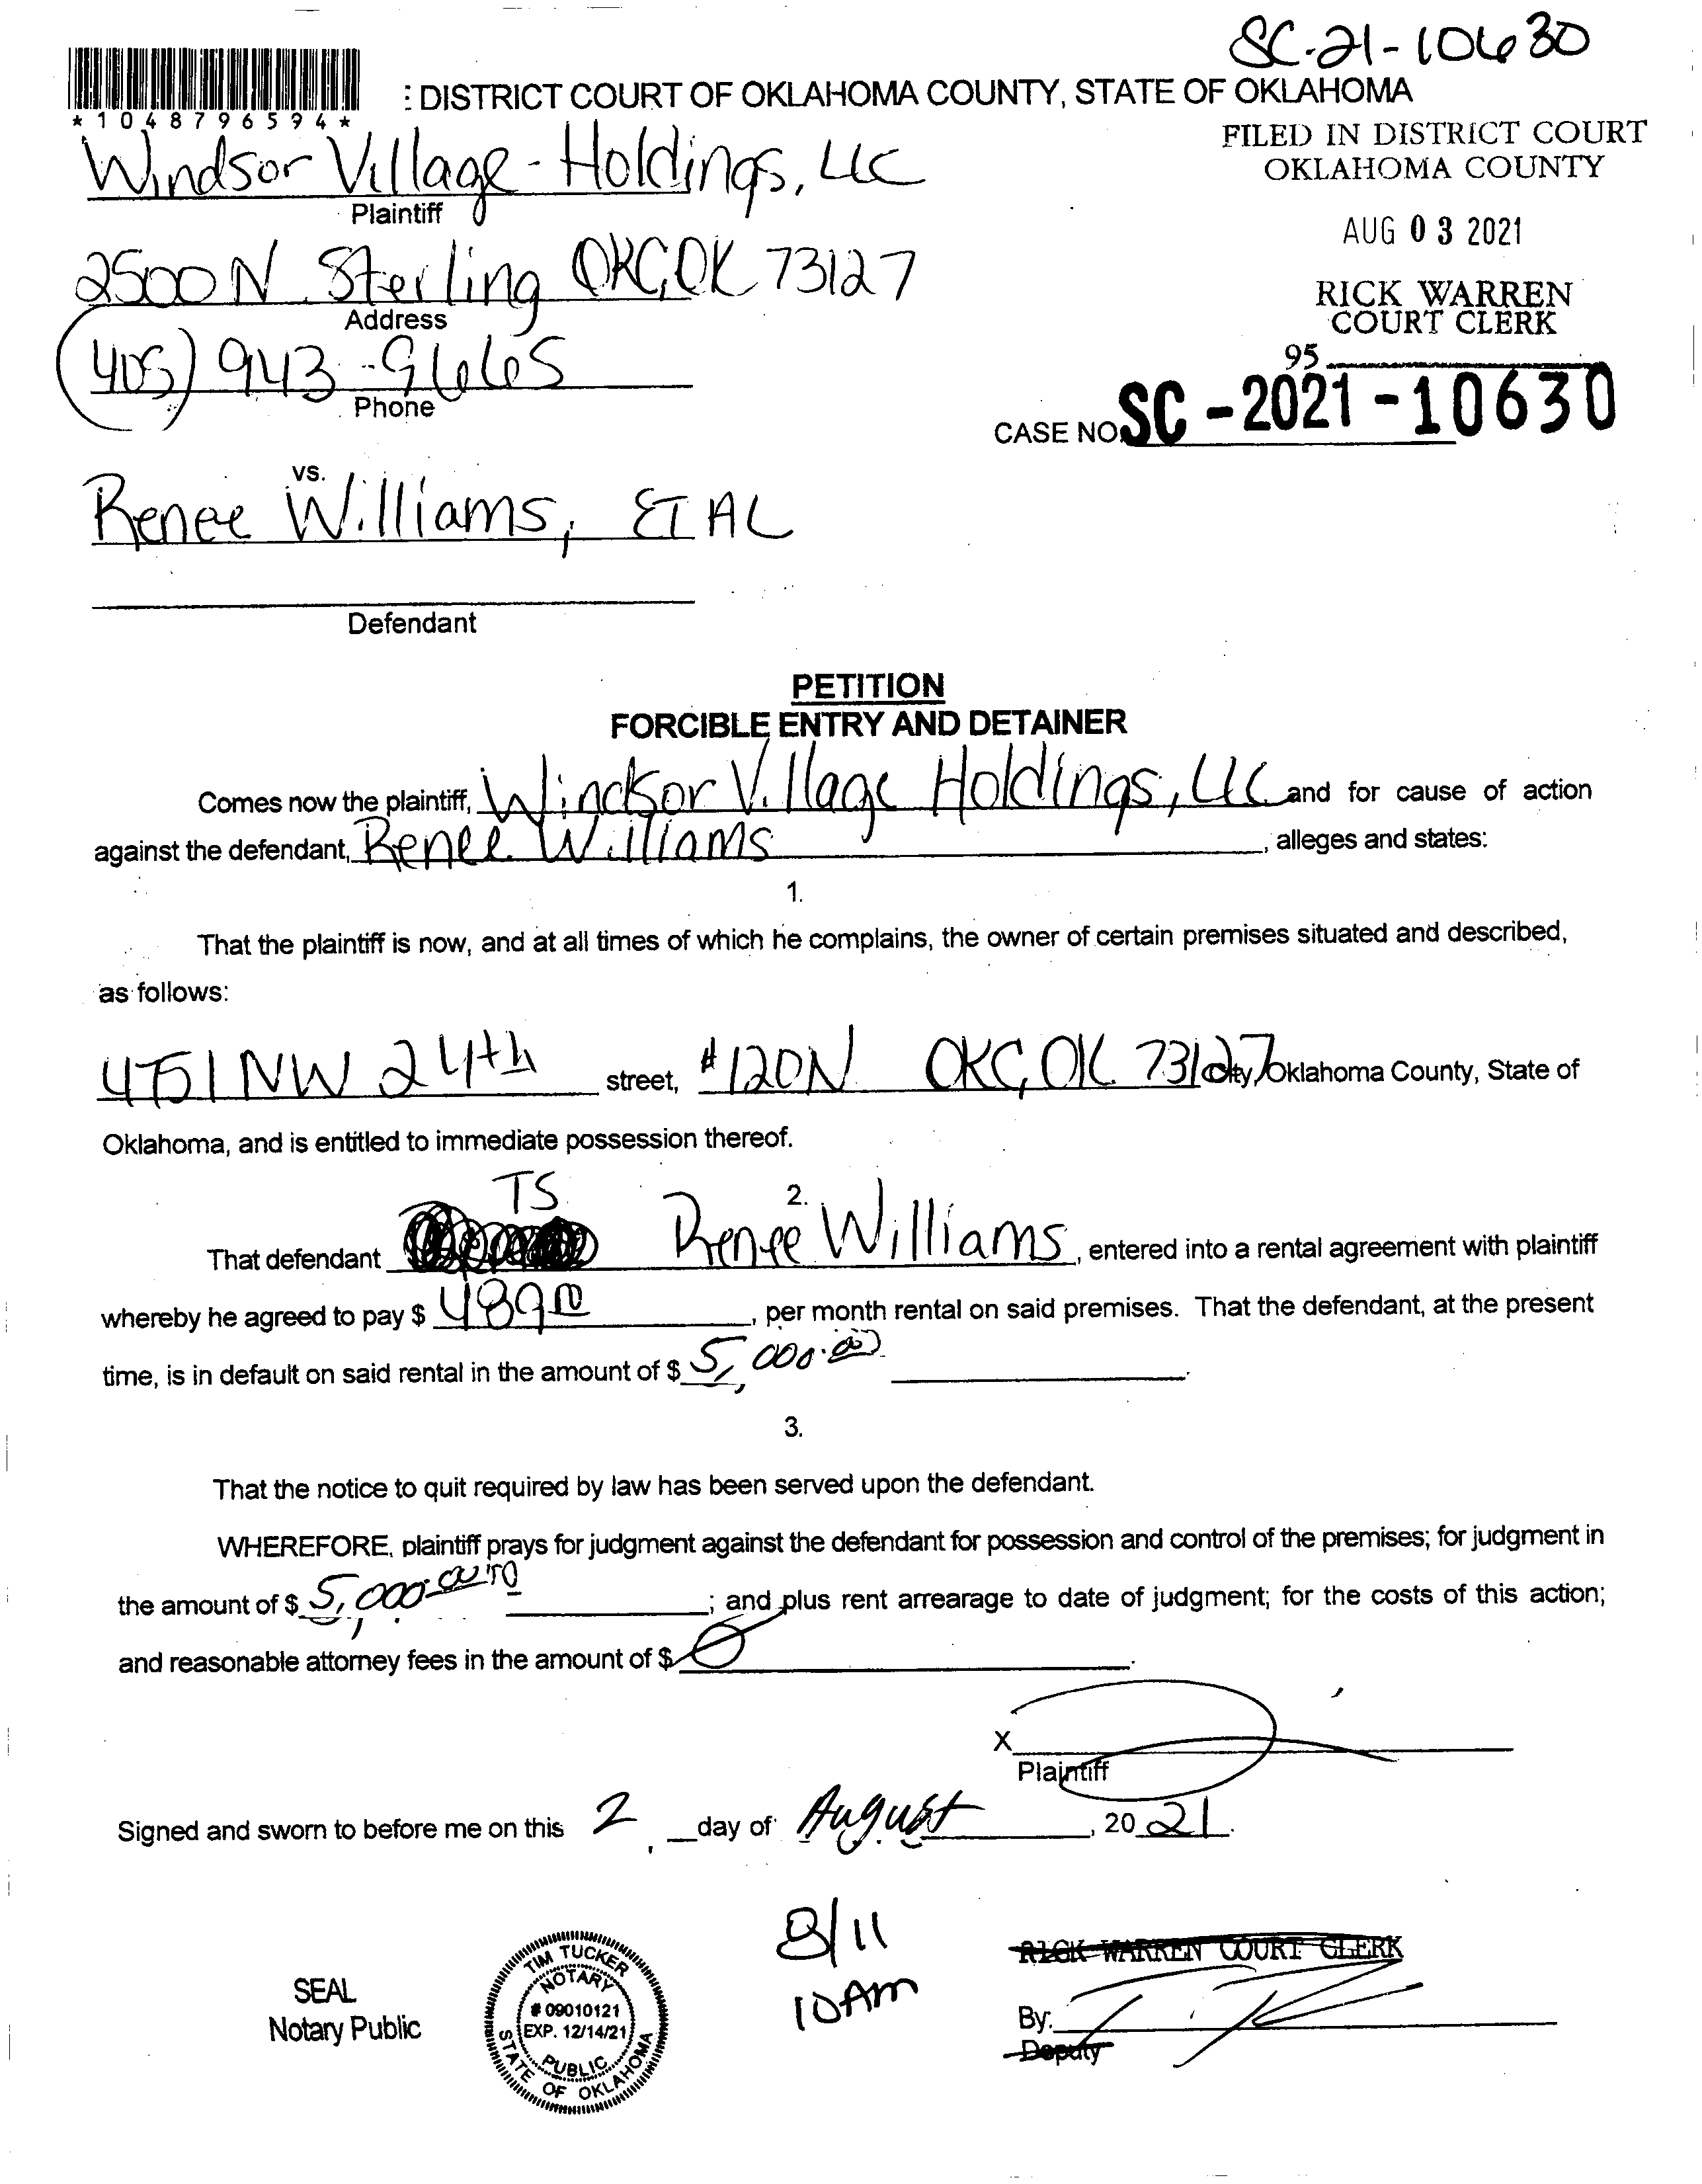 SC-21-10630
: DISTRICT COURT OF OKLAHOMA COUNTY, STATE OF OKLAHOMA
*1048796594*
FILED IN DISTRICT COURT
OKLAHOMA COUNTY
Windsor Village - Holdings, LLC
Plaintiff
AUG 03 2021
2500 N Sterling OKC, OK 73127
Address
RICK WARREN
COURT CLERK
(405) 943-9665
Phone
95
CASE NO. SC-2021-10630
vs.
Renee Williams, ET AL
Defendant
PETITION
FORCIBLE ENTRY AND DETAINER
Comes now the plaintiff, Windsor Village Holdings, LLC and for cause of action
against the defendant, Renee Williams, alleges and states:
1.
That the plaintiff is now, and at all times of which he complains, the owner of certain premises situated and described,
as follows:
4751 NW 24th street, #120N OKC, OK 73127 City, Oklahoma County, State of
Oklahoma, and is entitled to immediate possession thereof.
TS
2.
That defendant Renee Williams, entered into a rental agreement with plaintiff
whereby he agreed to pay $ 489 00, per month rental on said premises. That the defendant, at the present
time, is in default on said rental in the amount of $ 5,000.00.
3.
That the notice to quit required by law has been served upon the defendant.
WHEREFORE, plaintiff prays for judgment against the defendant for possession and control of the premises; for judgment in
the amount of $ 5,000.00; and plus rent arrearage to date of judgment; for the costs of this action;
and reasonable attorney fees in the amount of $ 0.
X
Plaintiff
Signed and sworn to before me on this 2 day of August, 2021.
8/11
10AM
RICK WARREN COURT CLERK
SEAL
Notary Public
TIM TUCKER
NOTARY
# 09010121
EXP. 12/14/21
PUBLIC
STATE OF OKLAHOMA
By:
Deputy